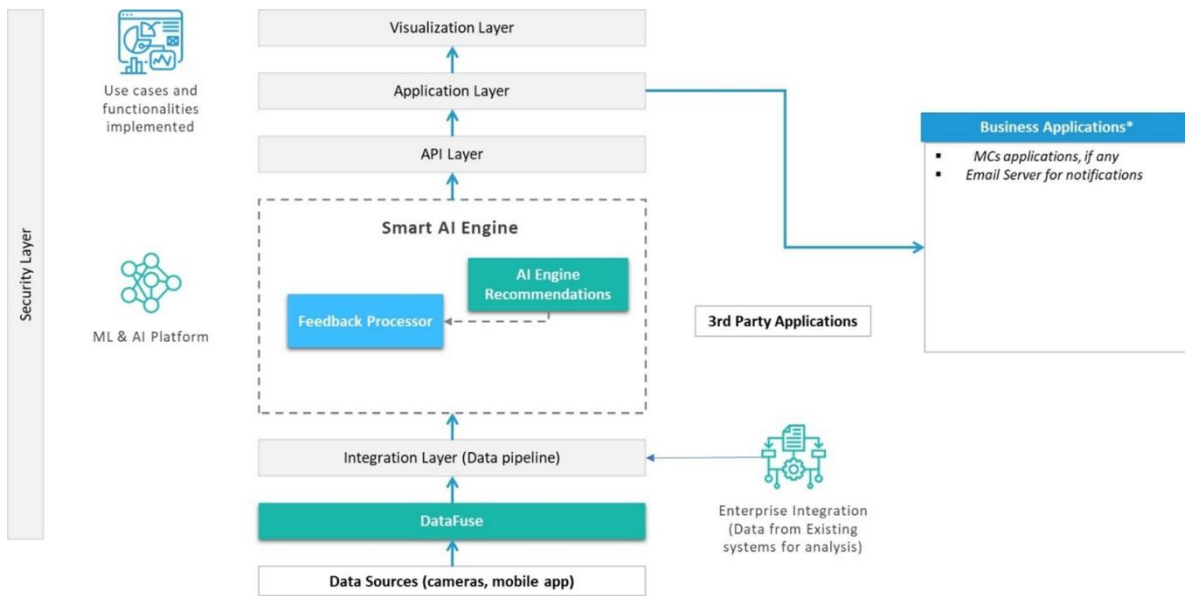 Security Layer
Use cases and
functionalities
implemented
ML & AI Platform
Visualization Layer
Application Layer
API Layer
Smart AI Engine
AI Engine
Recommendations
Feedback Processor
Integration Layer (Data pipeline)
DataFuse
Data Sources (cameras, mobile app)
Business Applications*
▪ MCs applications, if any
▪ Email Server for notifications
3rd Party Applications
Enterprise Integration
(Data from Existing
systems for analysis)